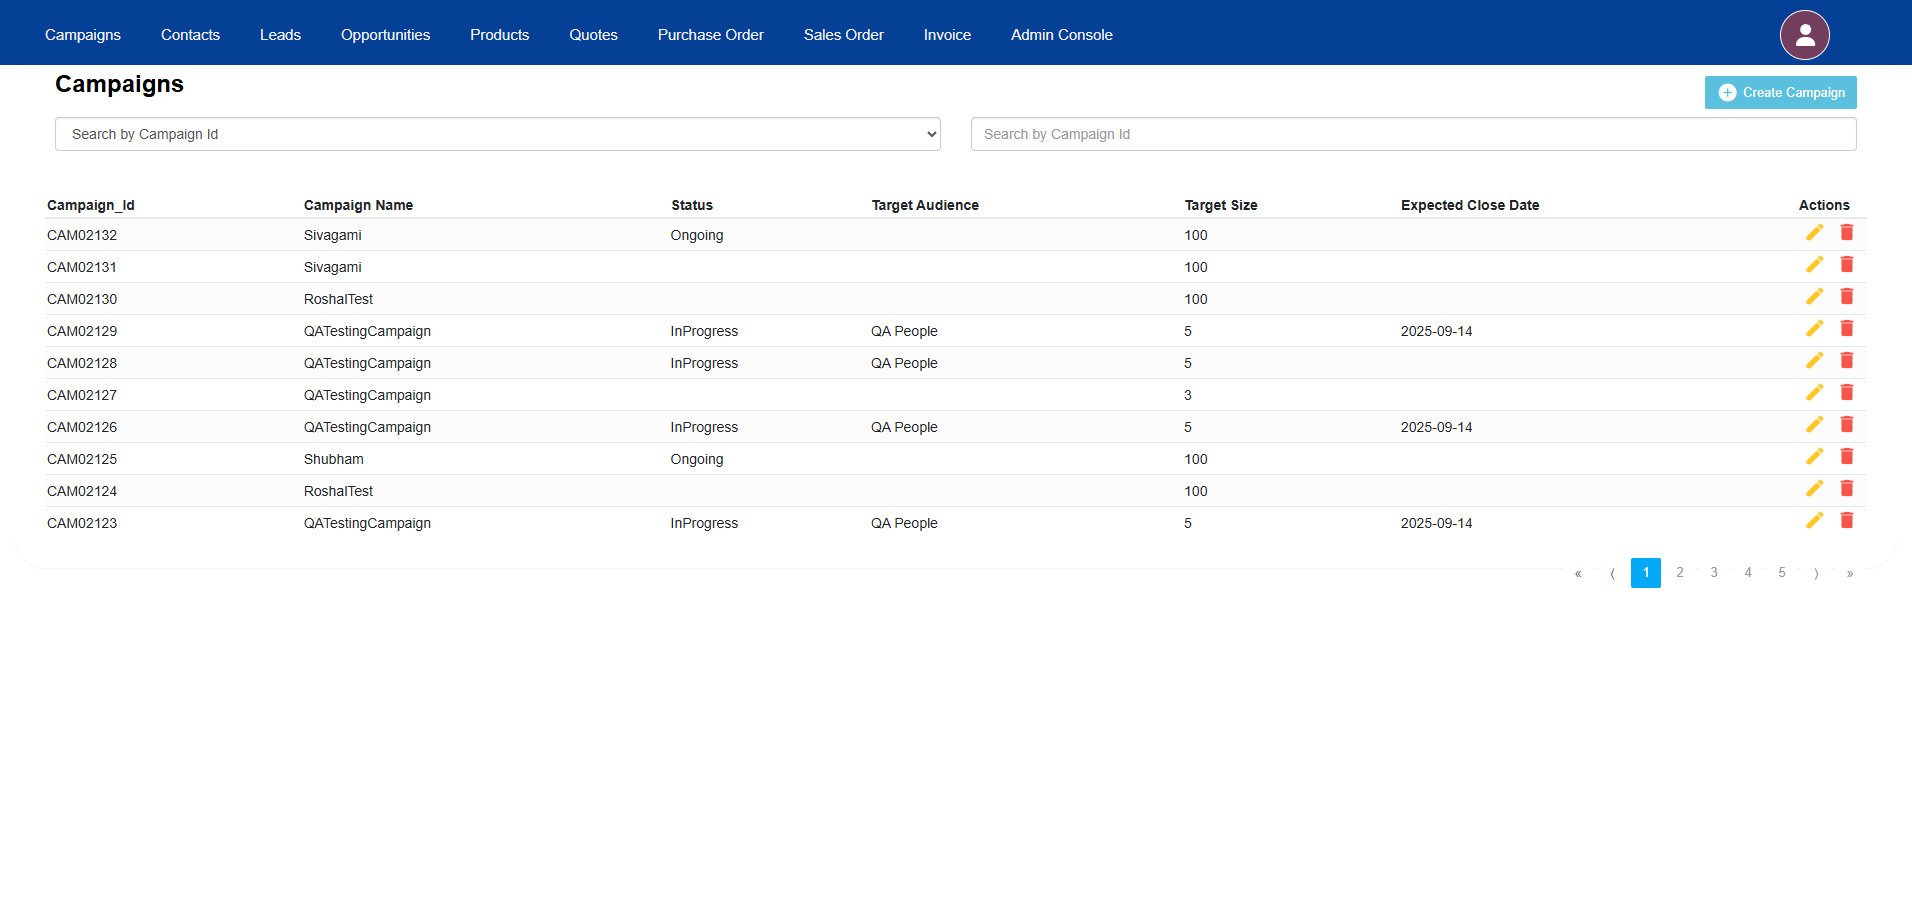 Campaigns Contacts Leads Opportunities Products Quotes Purchase Order Sales Order Invoice Admin Console
Campaigns
Create Campaign
Search by Campaign Id Search by Campaign Id
Campaign_Id Campaign Name Status Target Audience Target Size Expected Close Date Actions
CAM02132 Sivagami Ongoing 100
CAM02131 Sivagami 100
CAM02130 RoshalTest 100
CAM02129 QATestingCampaign InProgress QA People 5 2025-09-14
CAM02128 QATestingCampaign InProgress QA People 5
CAM02127 QATestingCampaign 3
CAM02126 QATestingCampaign InProgress QA People 5 2025-09-14
CAM02125 Shubham Ongoing 100
CAM02124 RoshalTest 100
CAM02123 QATestingCampaign InProgress QA People 5 2025-09-14
« ⟨ 1 2 3 4 5 ⟩ »